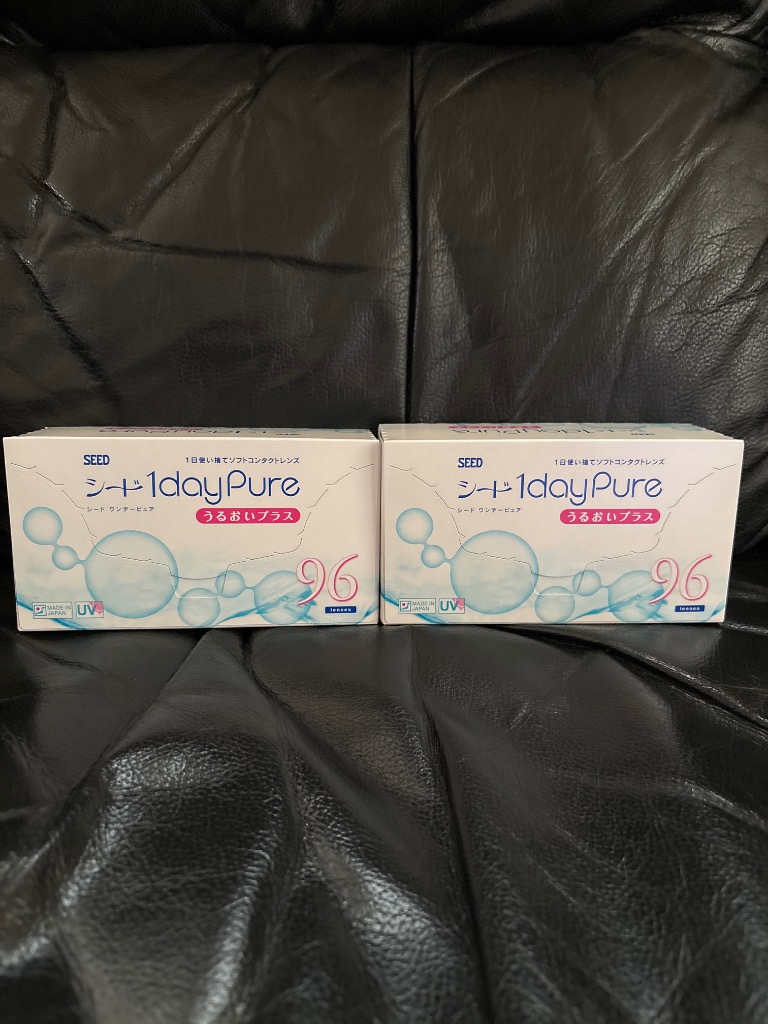 SEED
1日使い捨てソフトコンタクトレンズ
シード 1dayPure
シード ワンデーピュア
うるおいプラス
96
lenses
MADE IN
JAPAN
UV
SEED
1日使い捨てソフトコンタクトレンズ
シード 1dayPure
シード ワンデーピュア
うるおいプラス
96
lenses
MADE IN
JAPAN
UV